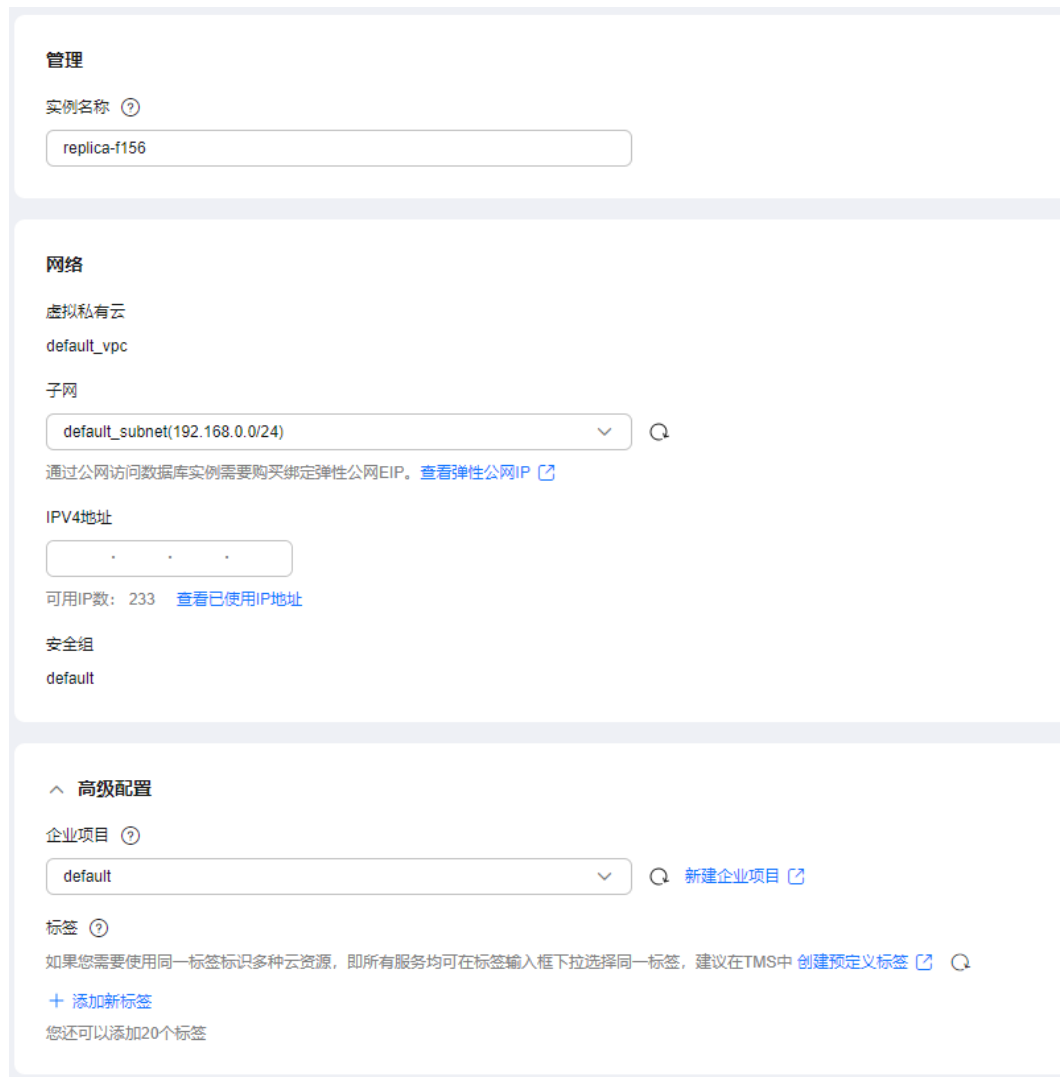 管理
实例名称
replica-f156
网络
虚拟私有云
default_vpc
子网
default_subnet(192.168.0.0/24)
通过公网访问数据库实例需要购买绑定弹性公网EIP。查看弹性公网IP
IPV4地址
可用IP数： 233 查看已使用IP地址
安全组
default
高级配置
企业项目
default 新建企业项目
标签
如果您需要使用同一标签标识多种云资源，即所有服务均可在标签输入框下拉选择同一标签，建议在TMS中 创建预定义标签
+ 添加新标签
您还可以添加20个标签